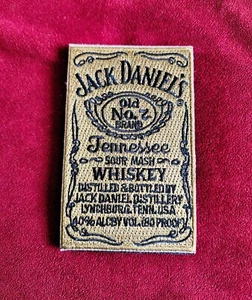 JACK DANIEL'S
Old
No. 7
BRAND
Tennessee
SOUR MASH
WHISKEY
DISTILLED & BOTTLED BY
JACK DANIEL DISTILLERY
LYNCHBURG, TENN. USA
40% ALC BY VOL. (80 PROOF)